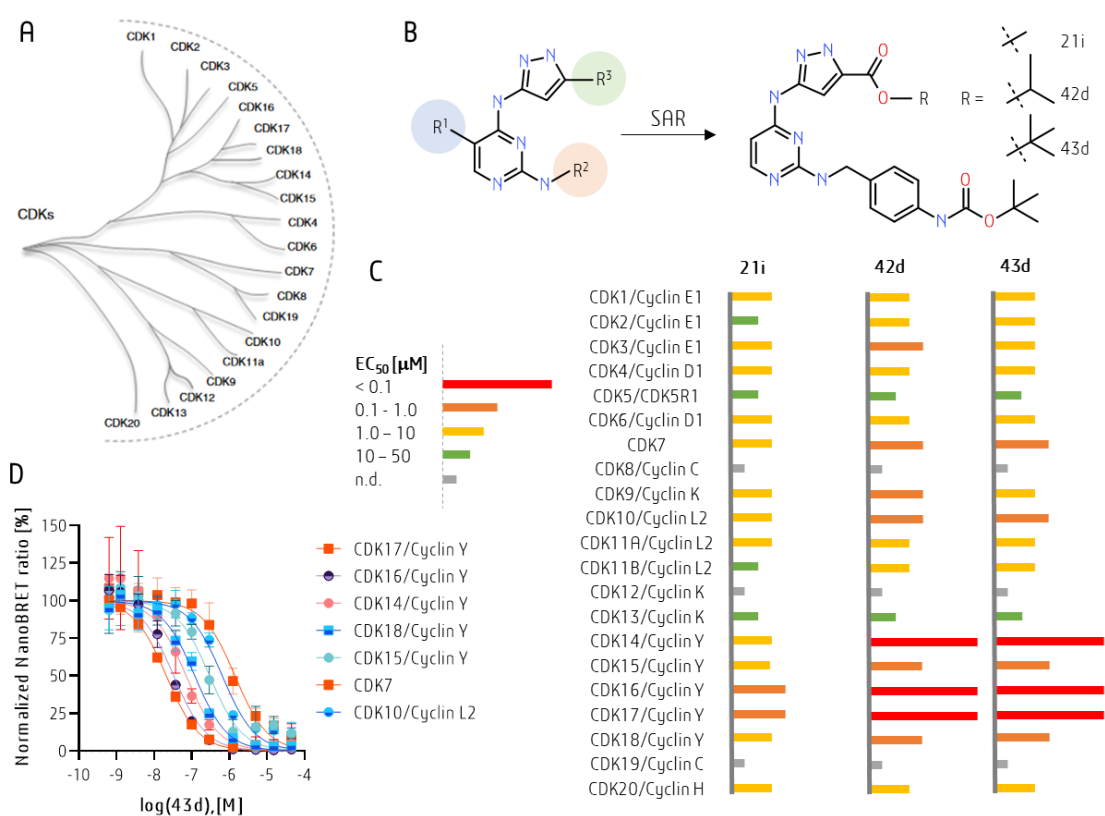 A
CDK1
CDK2
CDK3
CDK5
CDK16
CDK17
CDK18
CDK14
CDK15
CDKs
CDK4
CDK6
CDK7
CDK8
CDK19
CDK10
CDK11a
CDK9
CDK12
CDK13
CDK20
B
N N
R³
N
R¹
N
N
N
R²
SAR
N N
O
O
R
R =
21i
42d
43d
N
N
N
N
N
O
O
C
21i 42d 43d
EC50 [µM]
< 0.1
0.1 - 1.0
1.0 – 10
10 – 50
n.d.
CDK1/Cyclin E1
CDK2/Cyclin E1
CDK3/Cyclin E1
CDK4/Cyclin D1
CDK5/CDK5R1
CDK6/Cyclin D1
CDK7
CDK8/Cyclin C
CDK9/Cyclin K
CDK10/Cyclin L2
CDK11A/Cyclin L2
CDK11B/Cyclin L2
CDK12/Cyclin K
CDK13/Cyclin K
CDK14/Cyclin Y
CDK15/Cyclin Y
CDK16/Cyclin Y
CDK17/Cyclin Y
CDK18/Cyclin Y
CDK19/Cyclin C
CDK20/Cyclin H
D
Normalized NanoBRET ratio [%]
150
125
100
75
50
25
0
-10 -9 -8 -7 -6 -5 -4
log(43d),[M]
CDK17/Cyclin Y
CDK16/Cyclin Y
CDK14/Cyclin Y
CDK18/Cyclin Y
CDK15/Cyclin Y
CDK7
CDK10/Cyclin L2